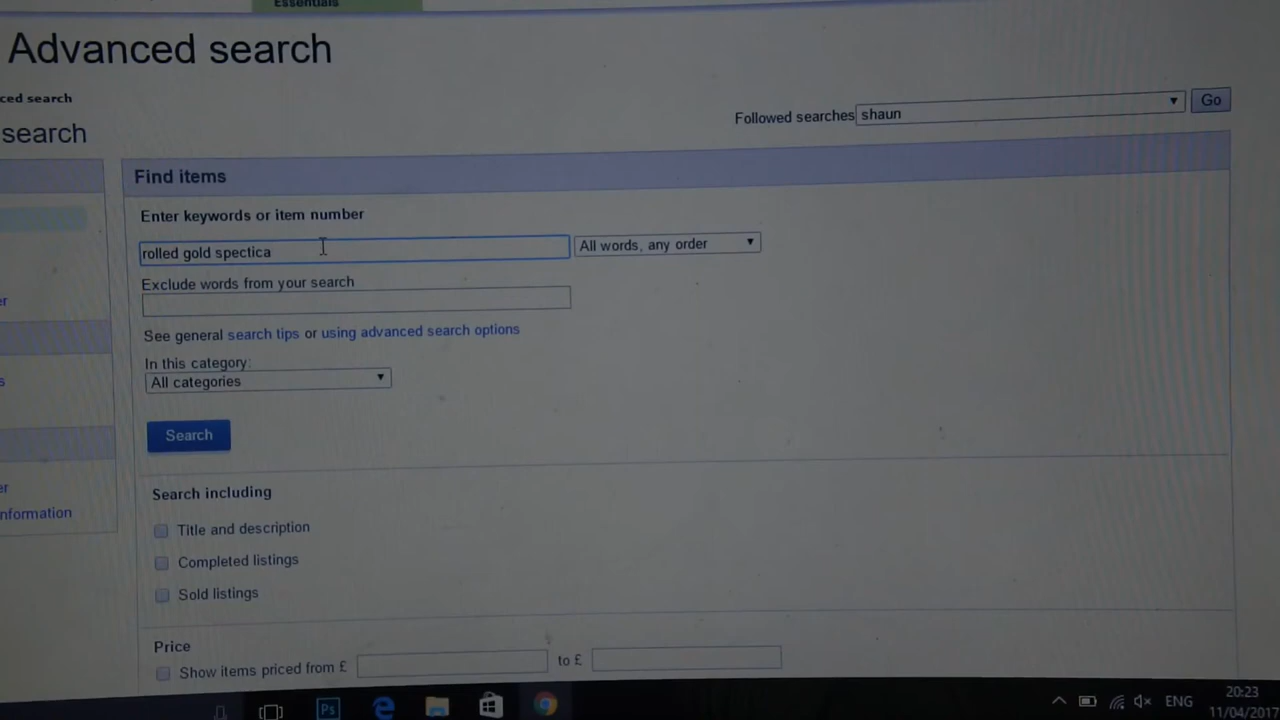 Essentials
Advanced search
ced search
search
Followed searches shaun Go
Find items
Enter keywords or item number
rolled gold spectica All words, any order
Exclude words from your search
er
See general search tips or using advanced search options
In this category:
s
All categories
Search
er
Search including
nformation
Title and description
Completed listings
Sold listings
Price
Show items priced from £ to £
Ps
ENG
20:23
11/04/2017